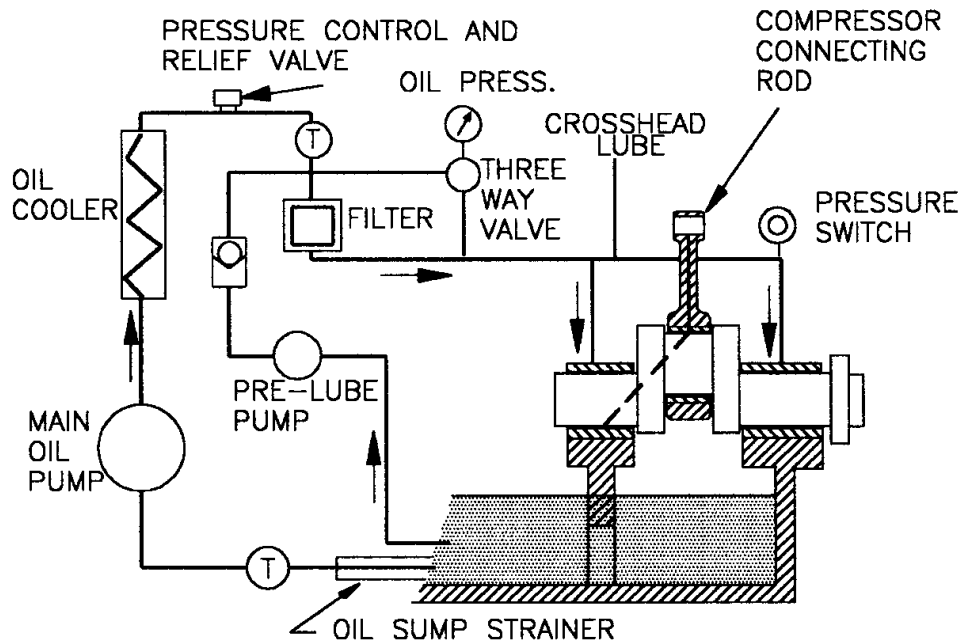 PRESSURE CONTROL AND
RELIEF VALVE
OIL PRESS.
COMPRESSOR
CONNECTING
ROD
CROSSHEAD
LUBE
T
OIL
COOLER
FILTER
THREE
WAY
VALVE
PRESSURE
SWITCH
PRE-LUBE
PUMP
MAIN
OIL
PUMP
T
OIL SUMP STRAINER